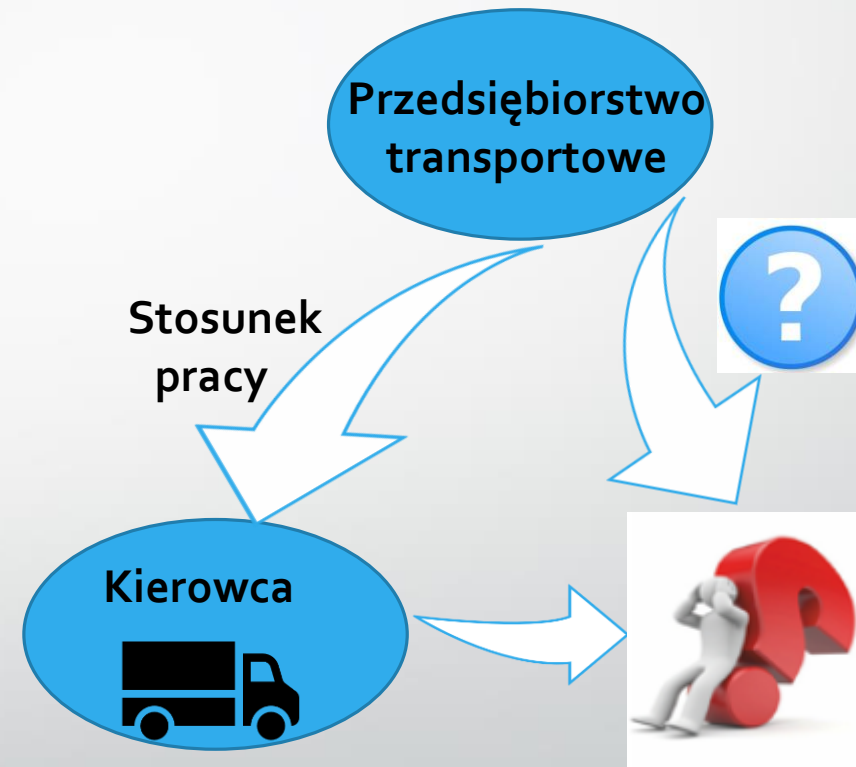 Przedsiębiorstwo
transportowe
?
Stosunek
pracy
Kierowca
?